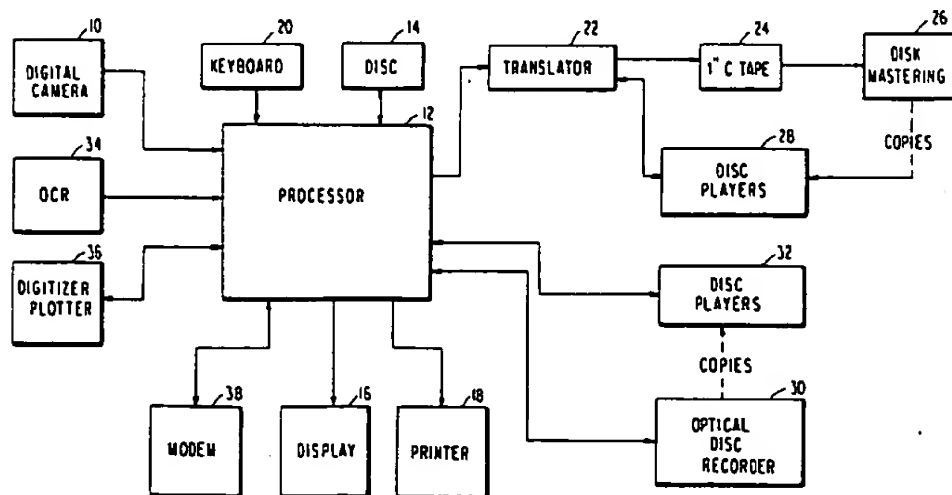 10
DIGITAL
CAMERA
20
KEYBOARD
14
DISC
22
TRANSLATOR
24
1" C TAPE
26
DISK
MASTERING
34
OCR
12
PROCESSOR
COPIES
28
DISC
PLAYERS
36
DIGITIZER
PLOTTER
32
DISC
PLAYERS
COPIES
38
MODEM
16
DISPLAY
18
PRINTER
30
OPTICAL
DISC
RECORDER